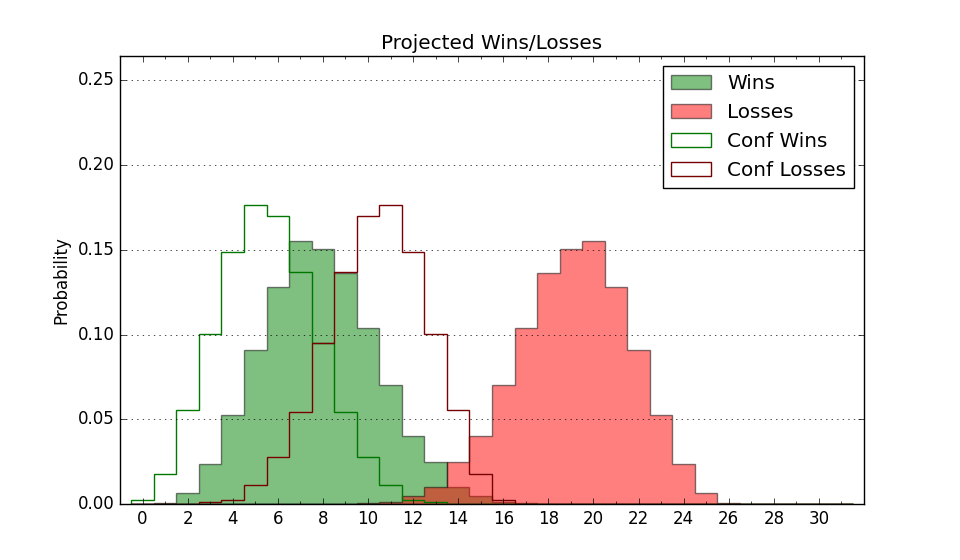 Projected Wins/Losses
0.25
0.20
0.15
0.10
0.05
0.00
Probability
Wins
Losses
Conf Wins
Conf Losses
0 2 4 6 8 10 12 14 16 18 20 22 24 26 28 30